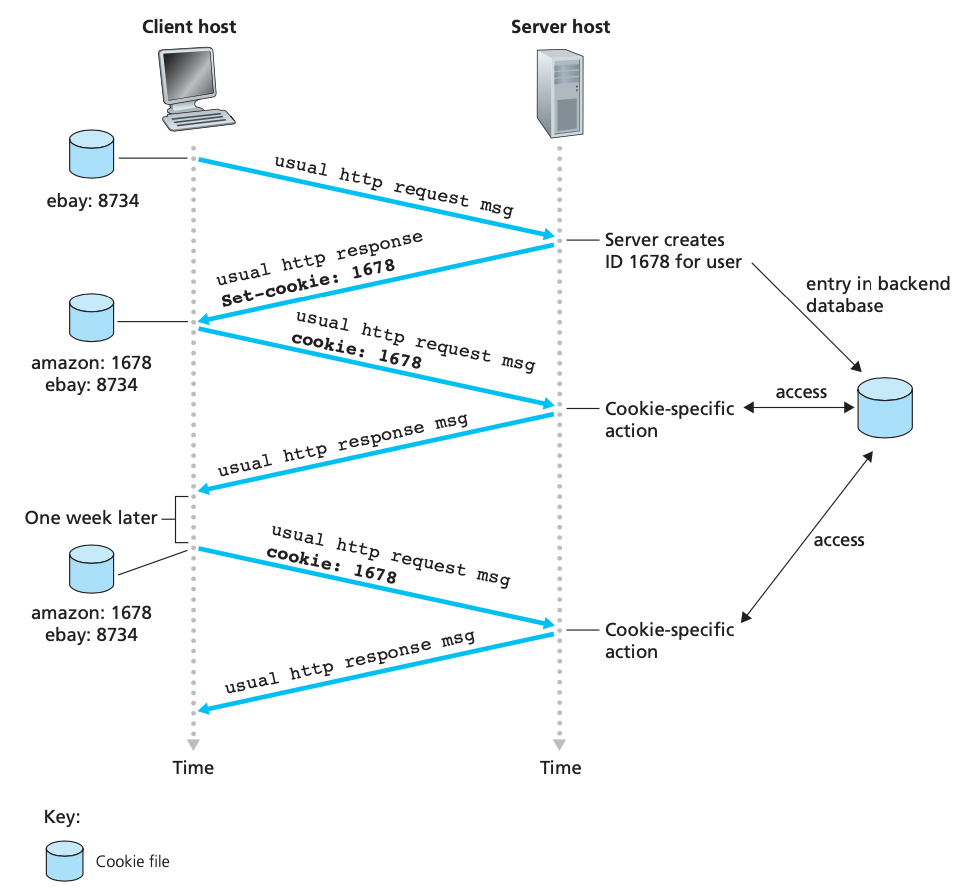 Client host
Server host
ebay: 8734
usual http request msg
Server creates
ID 1678 for user
entry in backend
database
usual http response
Set-cookie: 1678
amazon: 1678
ebay: 8734
usual http request msg
cookie: 1678
Cookie-specific
action
access
usual http response msg
One week later
amazon: 1678
ebay: 8734
usual http request msg
cookie: 1678
access
Cookie-specific
action
usual http response msg
Time
Time
Key:
Cookie file